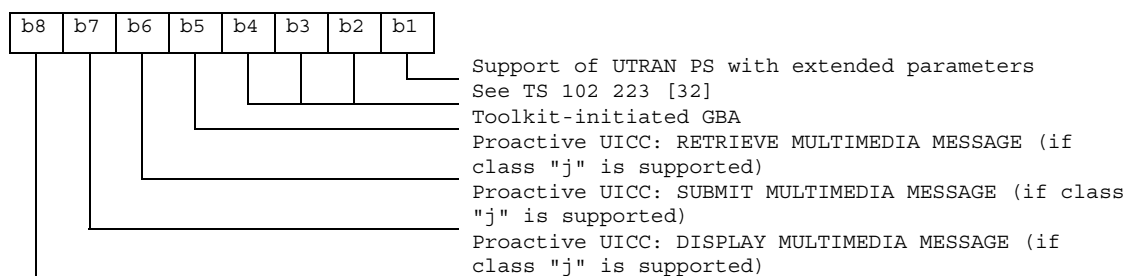 b8 b7 b6 b5 b4 b3 b2 b1
Support of UTRAN PS with extended parameters
See TS 102 223 [32]
Toolkit-initiated GBA
Proactive UICC: RETRIEVE MULTIMEDIA MESSAGE (if
class "j" is supported)
Proactive UICC: SUBMIT MULTIMEDIA MESSAGE (if class
"j" is supported)
Proactive UICC: DISPLAY MULTIMEDIA MESSAGE (if
class "j" is supported)